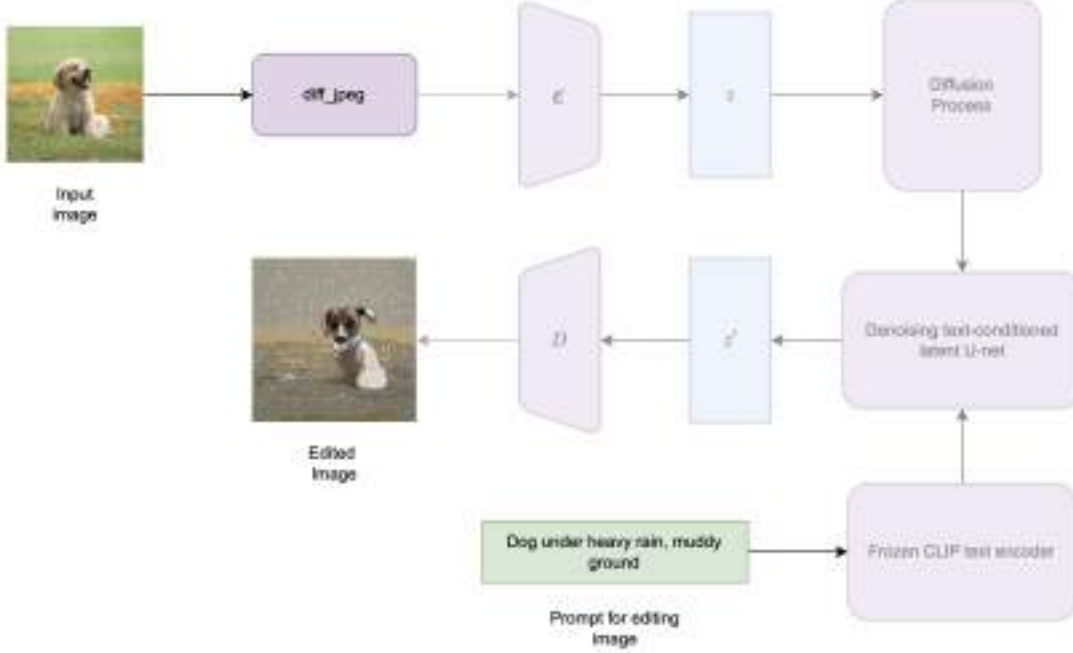 diff_jpeg
ℰ
z
Diffusion
Process
Input
image
D
z'
Denoising text-conditioned
latent U-net
Edited
Image
Dog under heavy rain, muddy
ground
Frozen CLIP text encoder
Prompt for editing
image